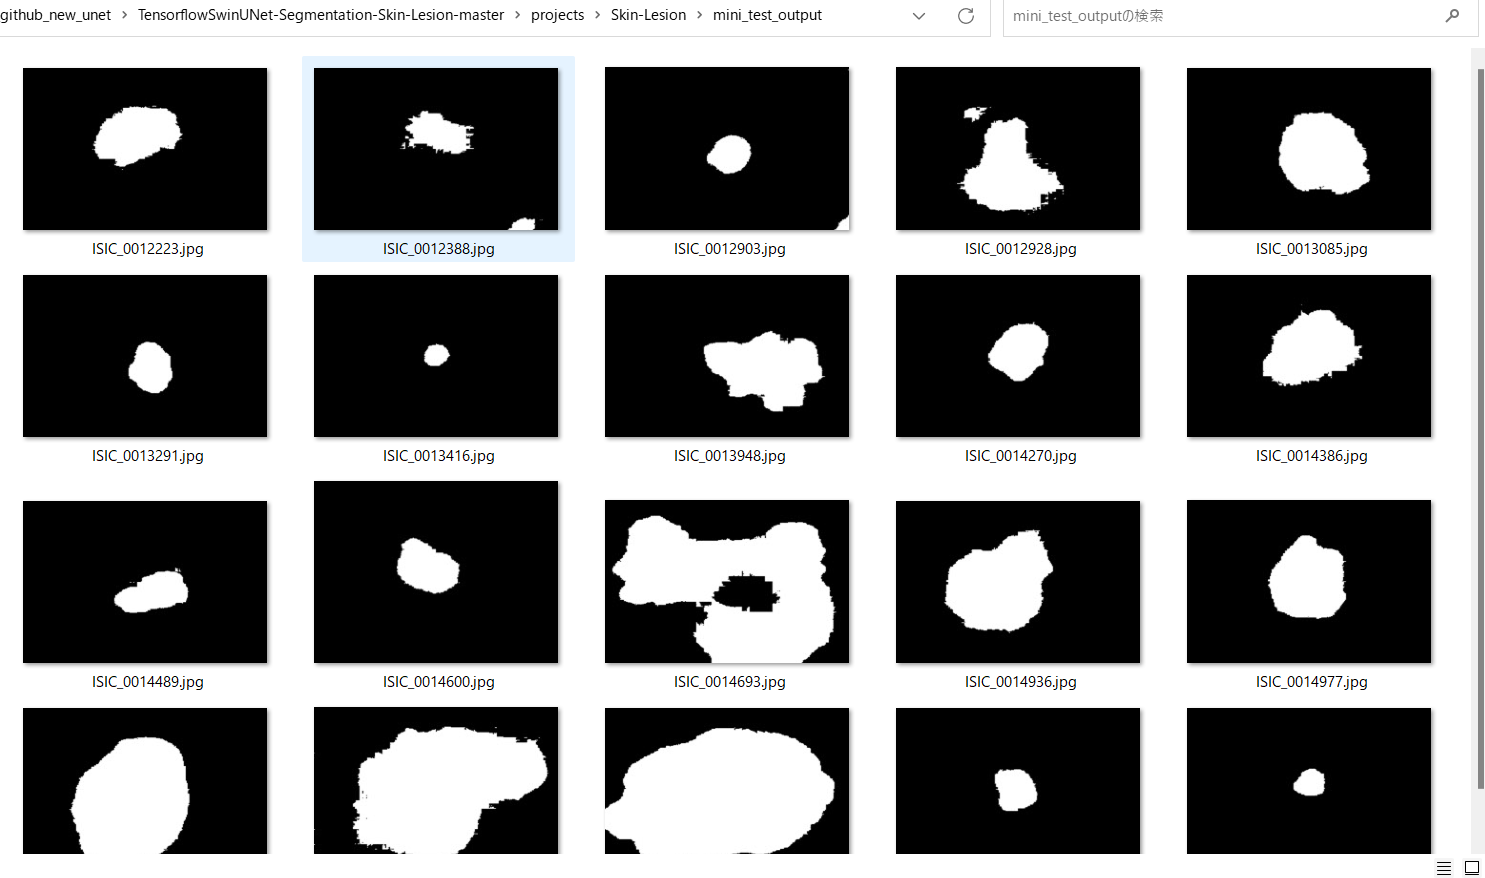 github_new_unet > TensorflowSwinUNet-Segmentation-Skin-Lesion-master > projects > Skin-Lesion > mini_test_output
mini_test_outputの検索
ISIC_0012223.jpg
ISIC_0012388.jpg
ISIC_0012903.jpg
ISIC_0012928.jpg
ISIC_0013085.jpg
ISIC_0013291.jpg
ISIC_0013416.jpg
ISIC_0013948.jpg
ISIC_0014270.jpg
ISIC_0014386.jpg
ISIC_0014489.jpg
ISIC_0014600.jpg
ISIC_0014693.jpg
ISIC_0014936.jpg
ISIC_0014977.jpg